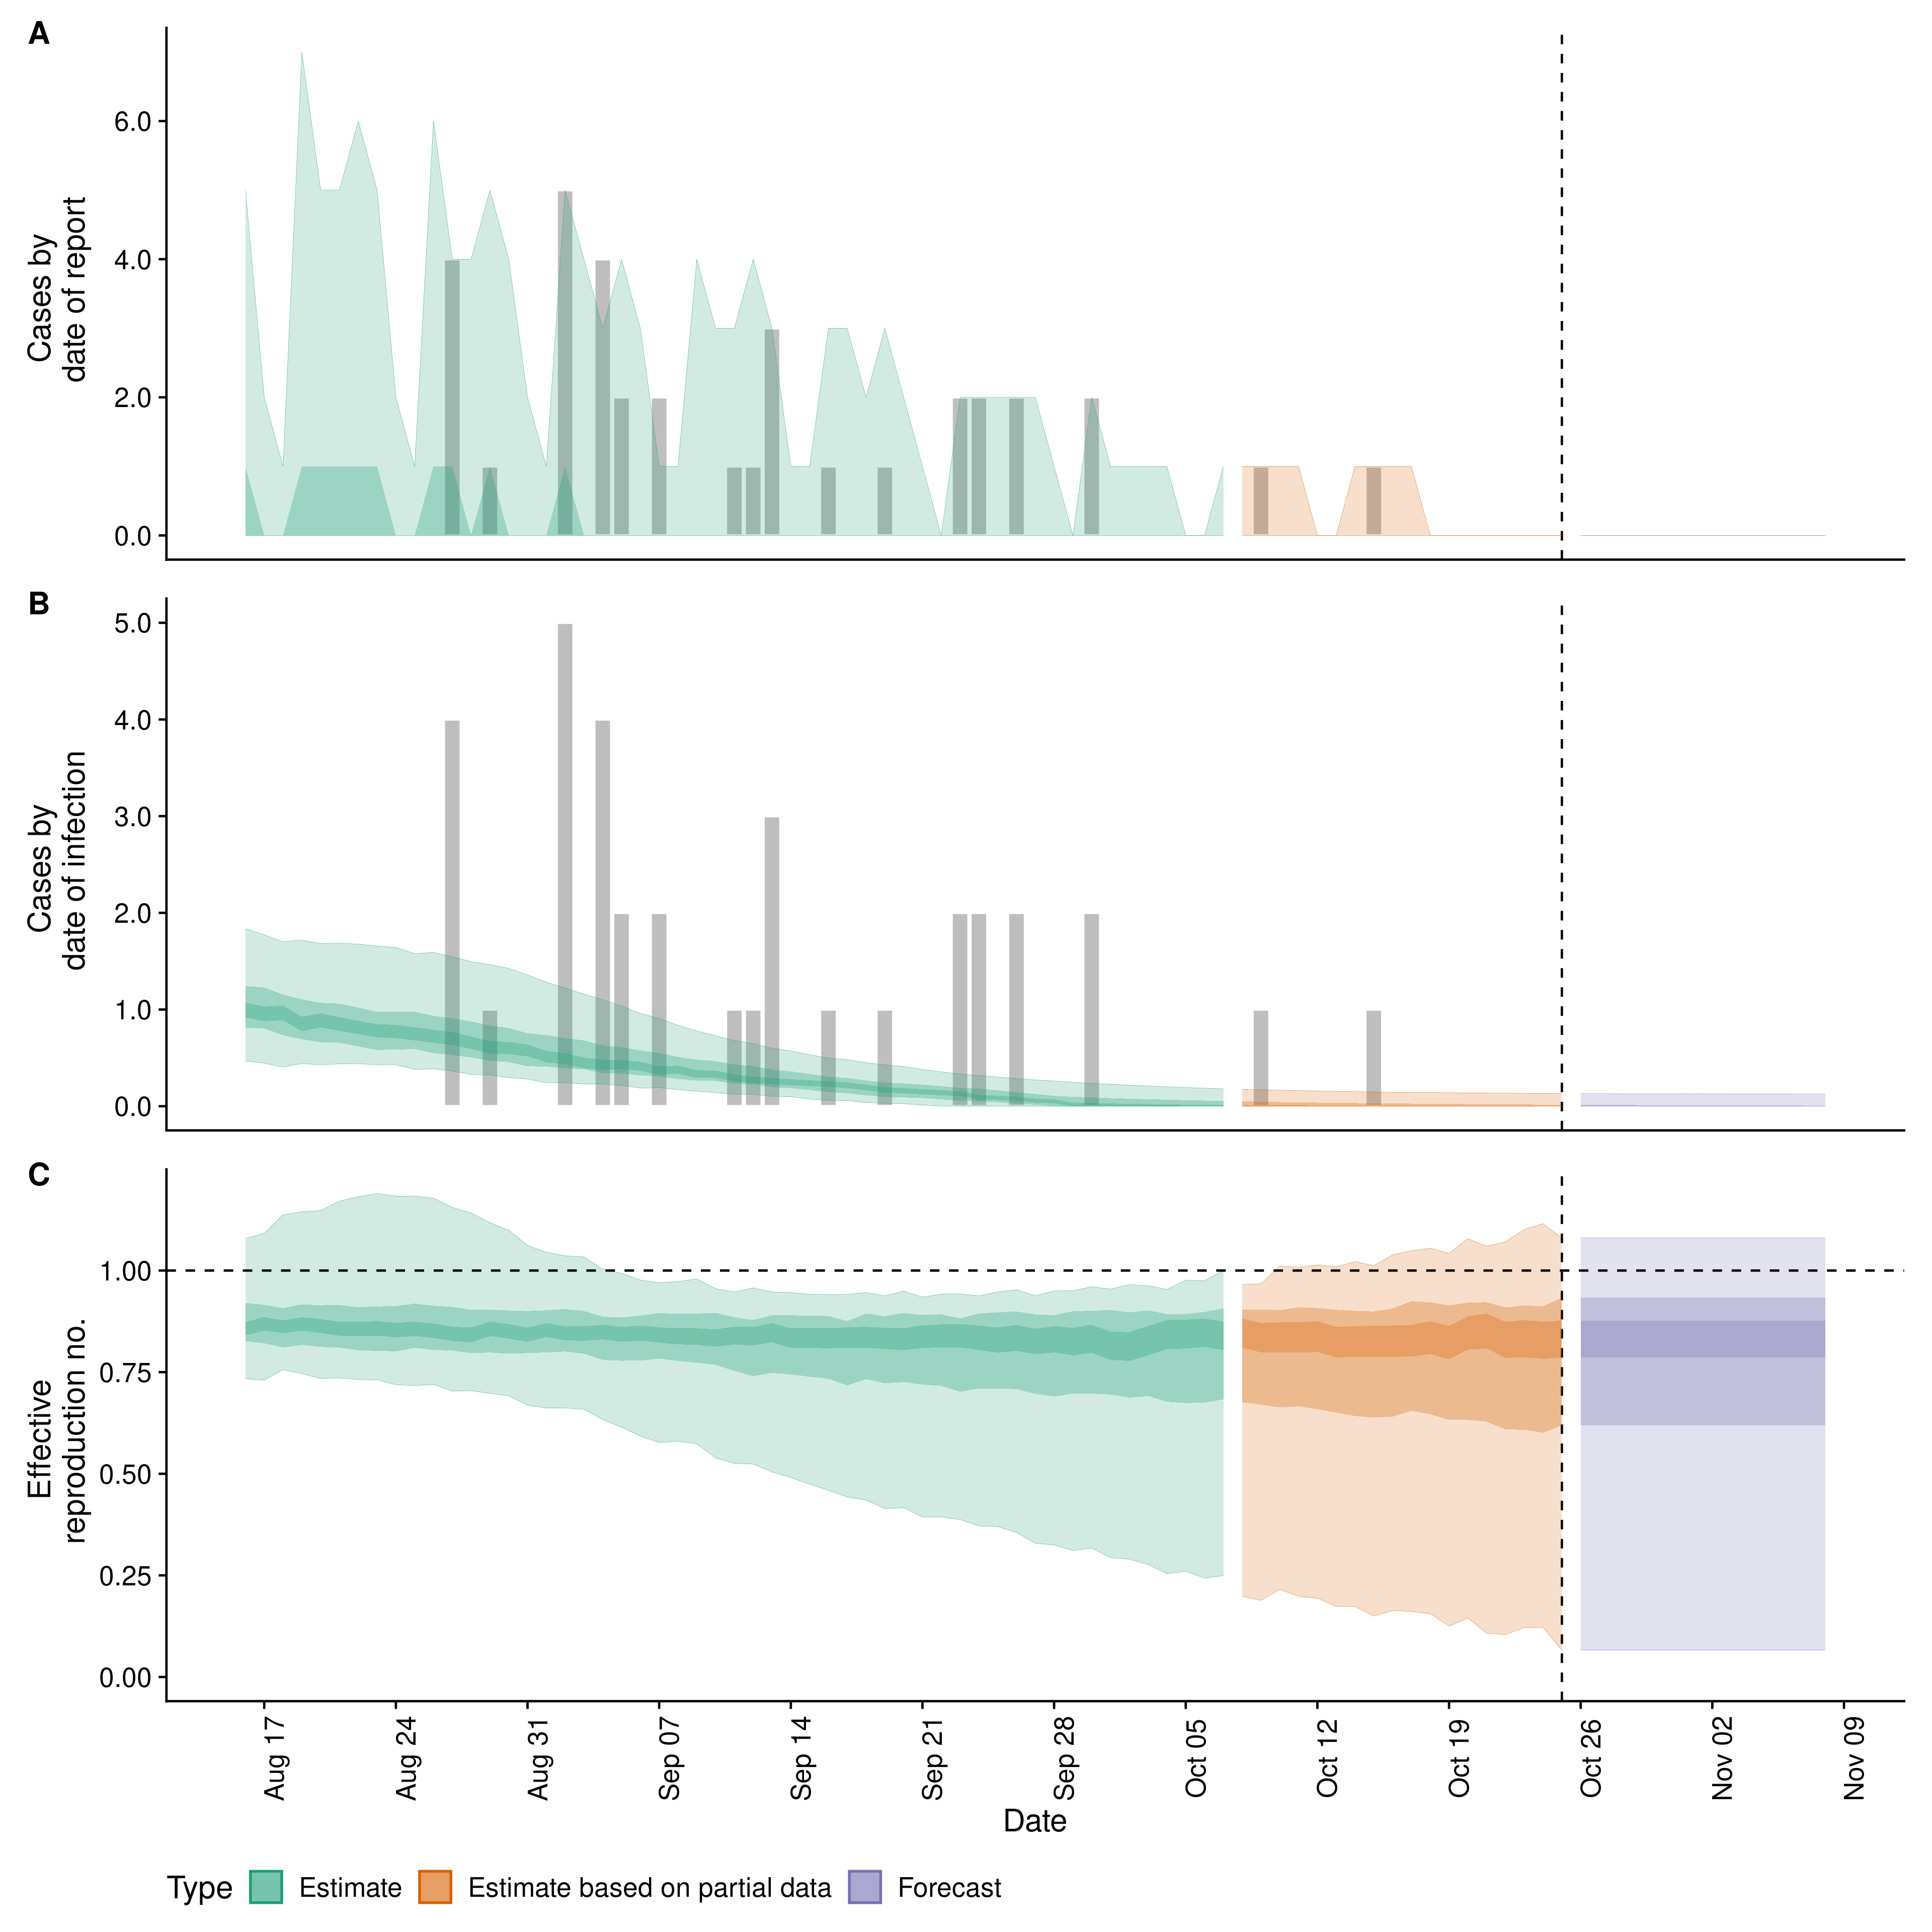 A
6.0
4.0
2.0
0.0
Cases by
date of report
B
5.0
4.0
3.0
2.0
1.0
0.0
Cases by
date of infection
C
1.00
0.75
0.50
0.25
0.00
Effective
reproduction no.
Aug 17
Aug 24
Aug 31
Sep 07
Sep 14
Sep 21
Sep 28
Oct 05
Oct 12
Oct 19
Oct 26
Nov 02
Nov 09
Date
Type Estimate Estimate based on partial data Forecast